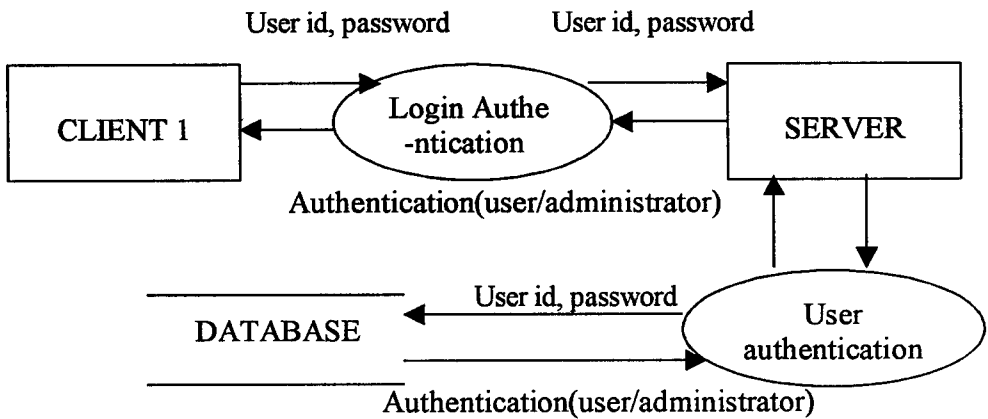 User id, password
User id, password
CLIENT 1
Login Authe
-ntication
SERVER
Authentication(user/administrator)
User id, password
DATABASE
User
authentication
Authentication(user/administrator)